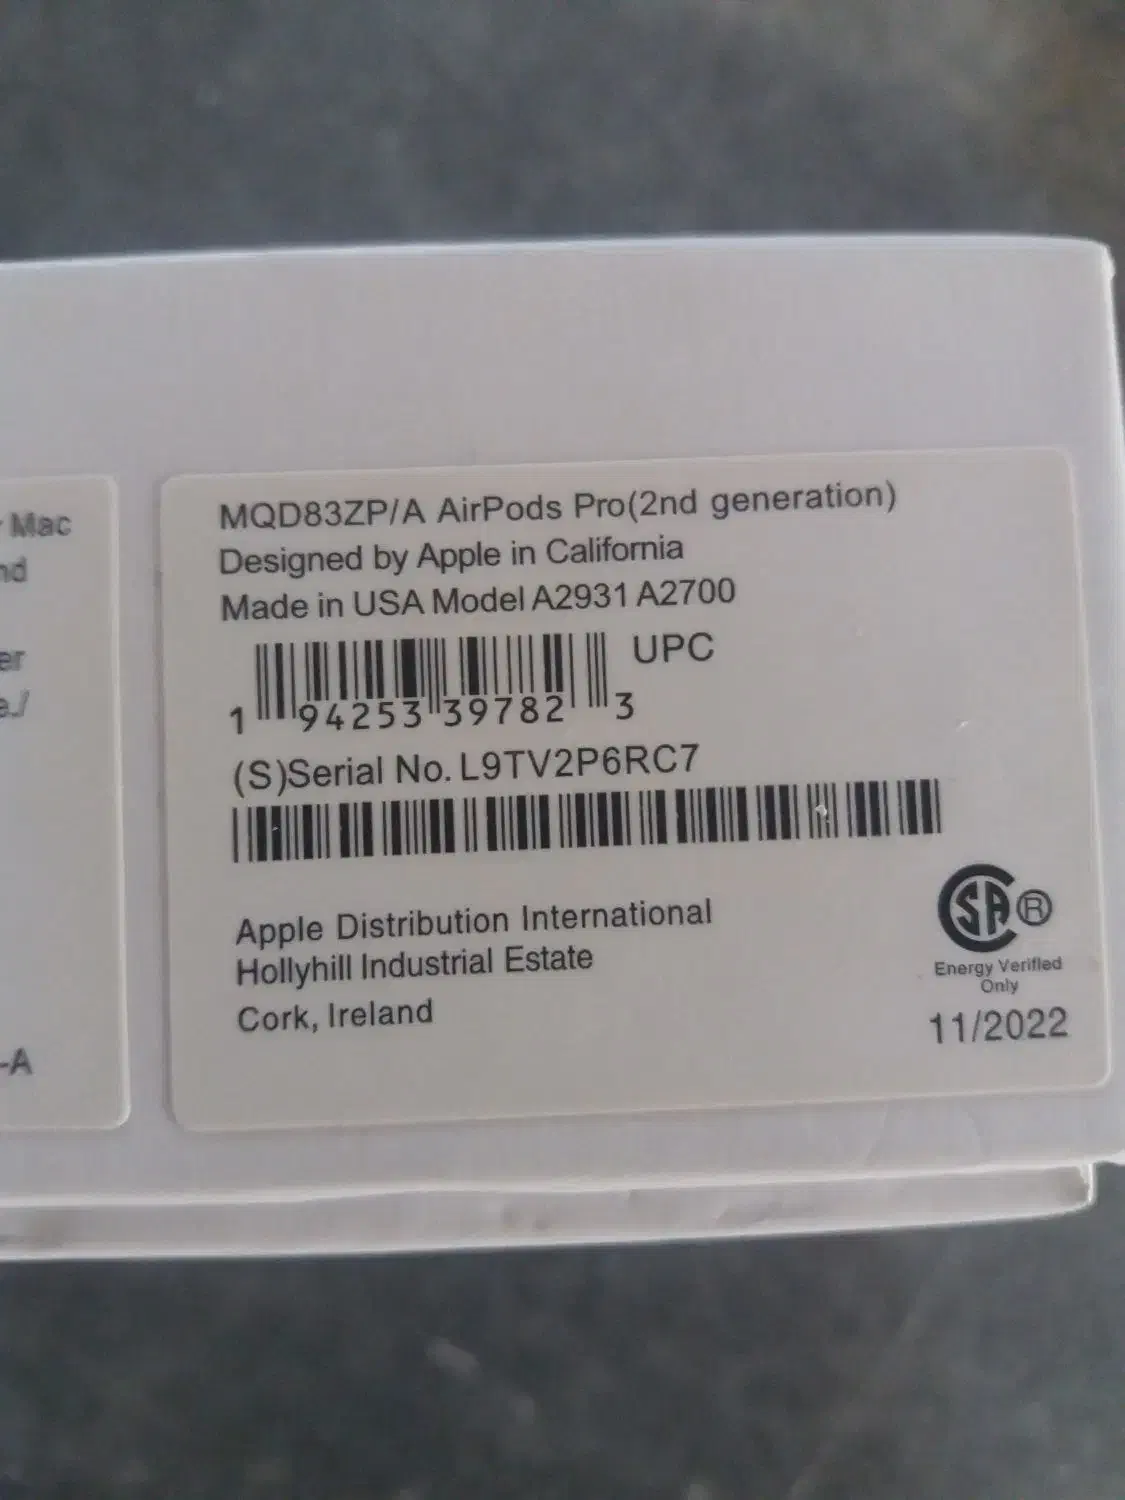 Mac
nd
er
e./
-A
MQD83ZP/A AirPods Pro(2nd generation)
Designed by Apple in California
Made in USA Model A2931 A2700
UPC
1 94253 39782 3
(S)Serial No. L9TV2P6RC7
Apple Distribution International
Hollyhill Industrial Estate
Cork, Ireland
SA ®
Energy Verified
Only
11/2022